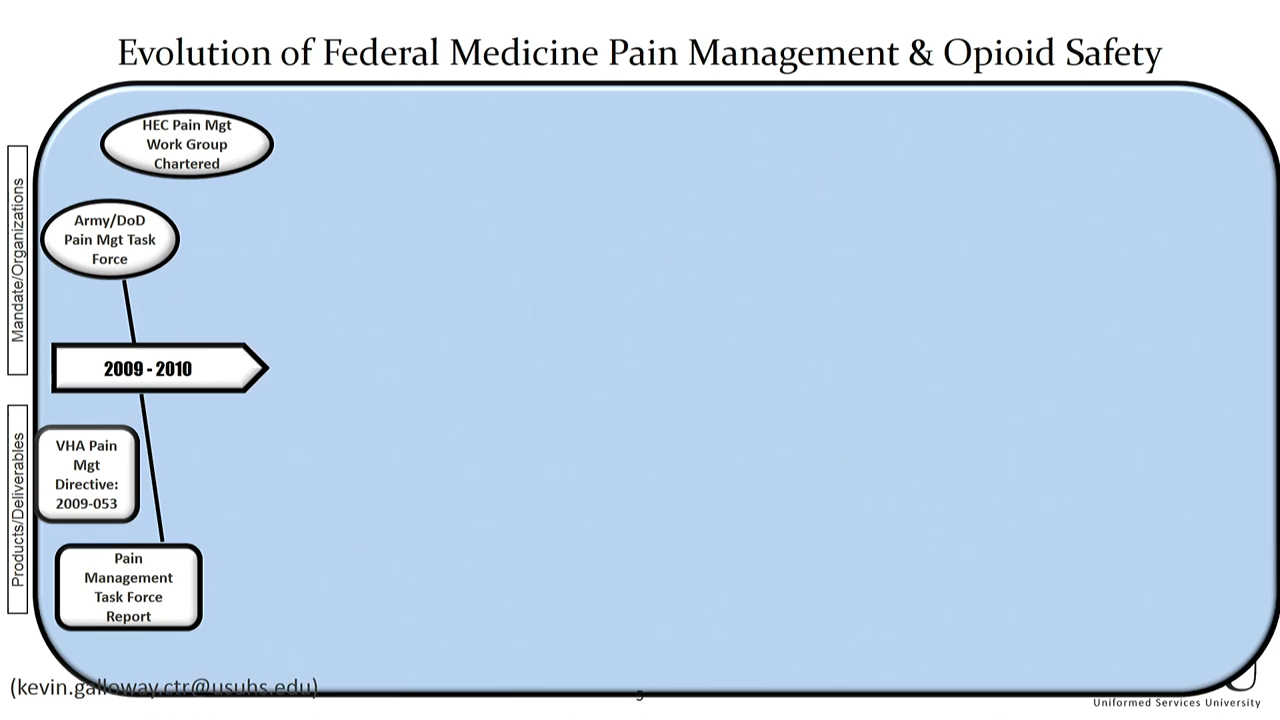 Evolution of Federal Medicine Pain Management & Opioid Safety
Mandate/Organizations
HEC Pain Mgt
Work Group
Chartered
Army/DoD
Pain Mgt Task
Force
2009 - 2010
Products/Deliverables
VHA Pain
Mgt
Directive:
2009-053
Pain
Management
Task Force
Report
(kevin.galloway.ctr@usuhs.edu)
Uniformed Services University